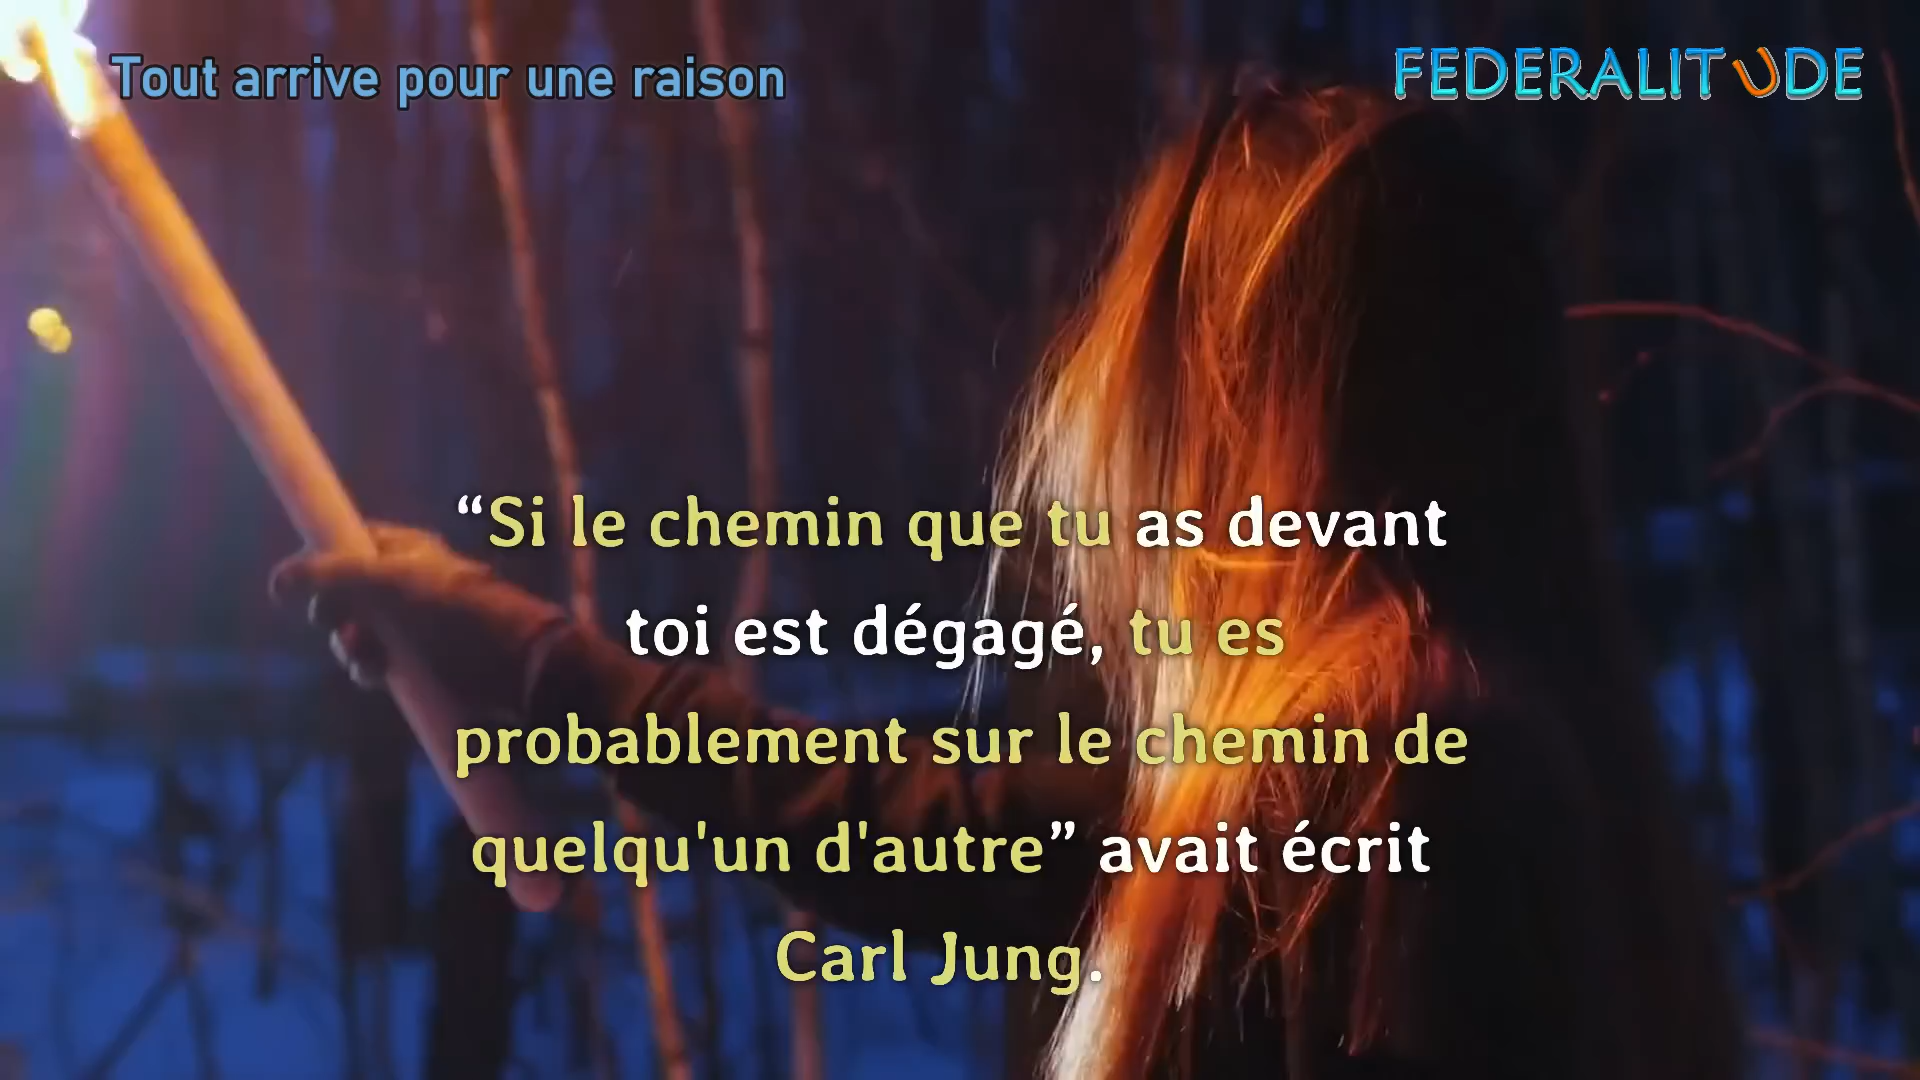 Tout arrive pour une raison
FEDERALITUDE
“Si le chemin que tu as devant
toi est dégagé, tu es
probablement sur le chemin de
quelqu'un d'autre” avait écrit
Carl Jung.